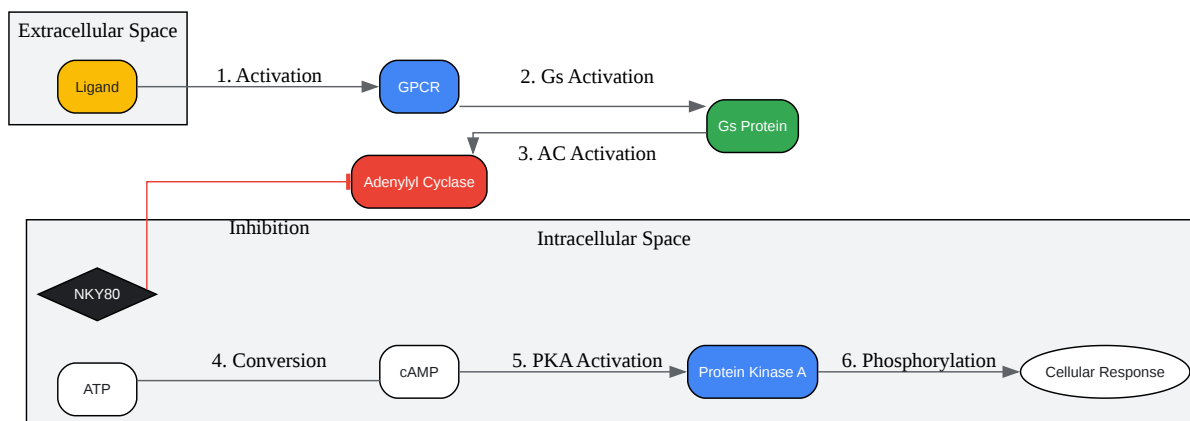 Extracellular Space
Ligand
1. Activation
GPCR
2. Gs Activation
Gs Protein
3. AC Activation
Adenylyl Cyclase
Inhibition
Intracellular Space
NKY80
ATP
4. Conversion
cAMP
5. PKA Activation
Protein Kinase A
6. Phosphorylation
Cellular Response